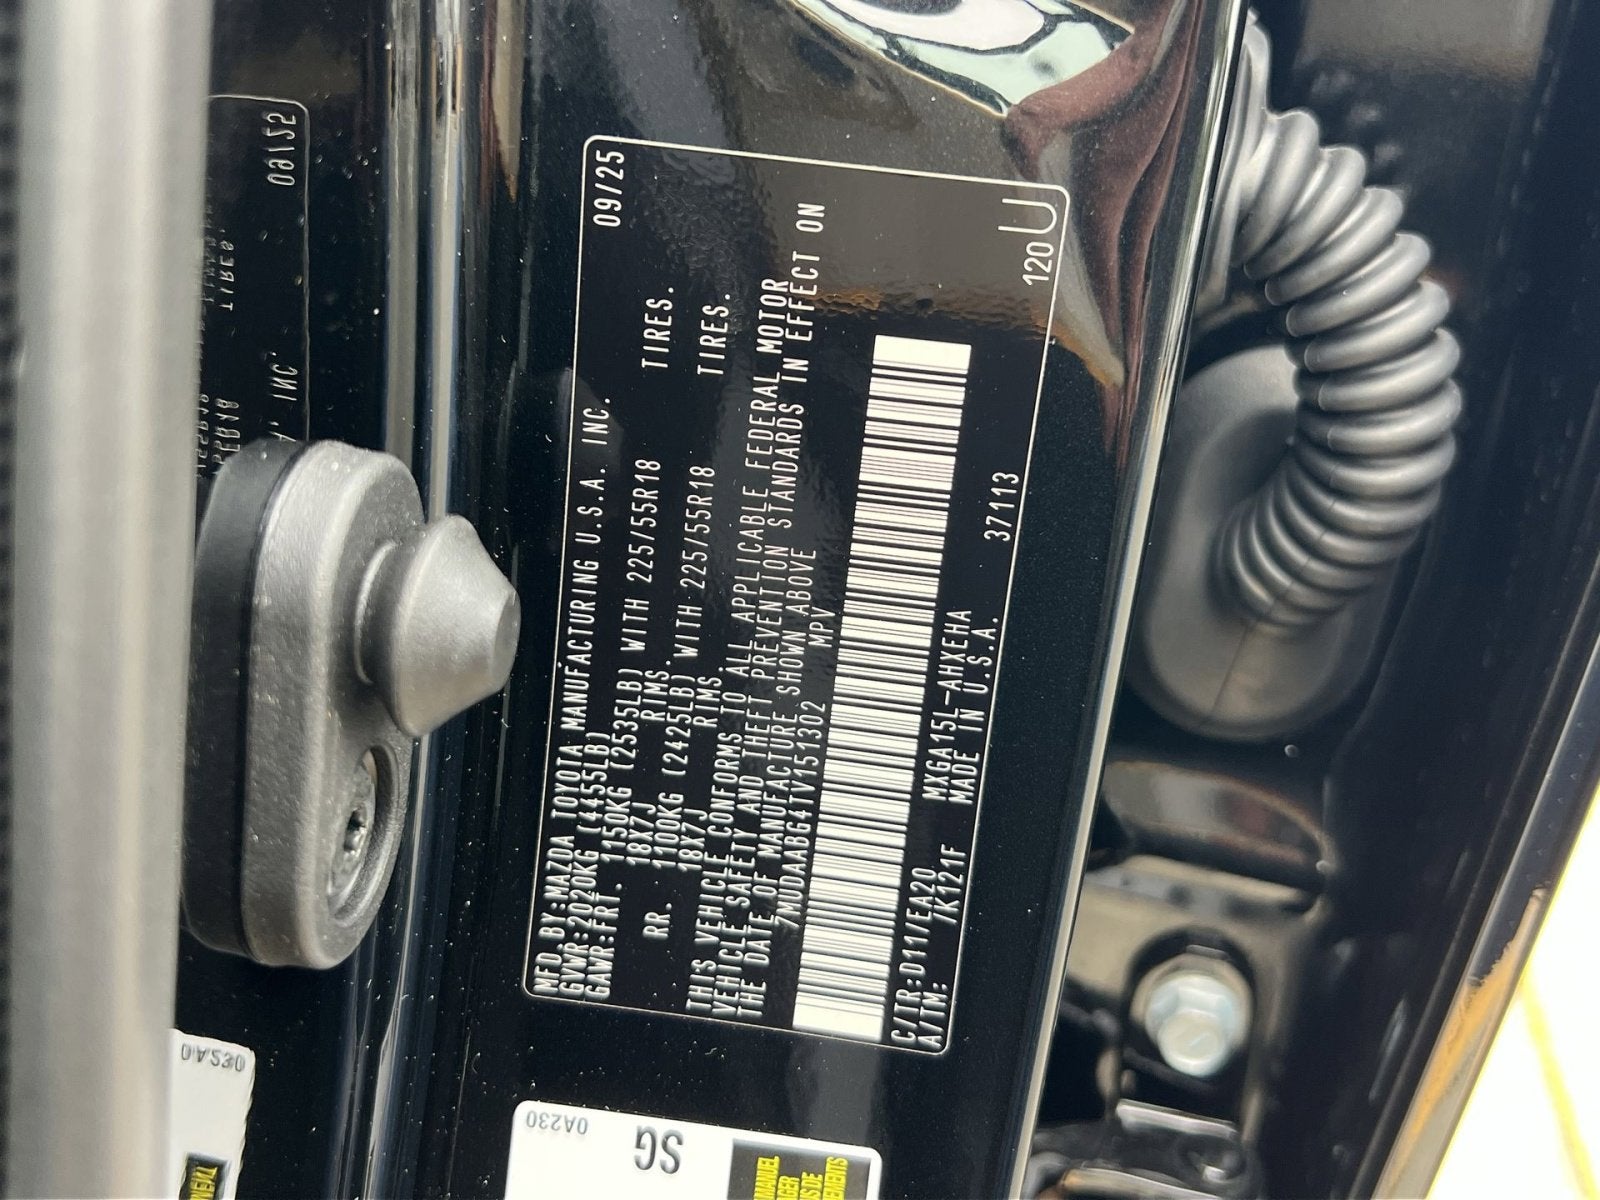 MFD.BY:MAZDA TOYOTA MANUFACTURING U.S.A. INC. 09/25
GVWR:2020KG (4455LB)
GAWR:FRT. 1150KG (2535LB) WITH 225/55R18 TIRES.
18X7J RIMS.
RR. 1100KG (2425LB) WITH 225/55R18 TIRES.
18X7J RIMS.
THIS VEHICLE CONFORMS TO ALL APPLICABLE FEDERAL MOTOR
VEHICLE SAFETY AND THEFT PREVENTION STANDARDS IN EFFECT ON
THE DATE OF MANUFACTURE SHOWN ABOVE
7MUDAABG4TV151302 MPV
C/TR:D11/EA20 MXGA15L-AHXEHA 37113 120
A/TM: /K121F MADE IN U.S.A.
0A230
SG